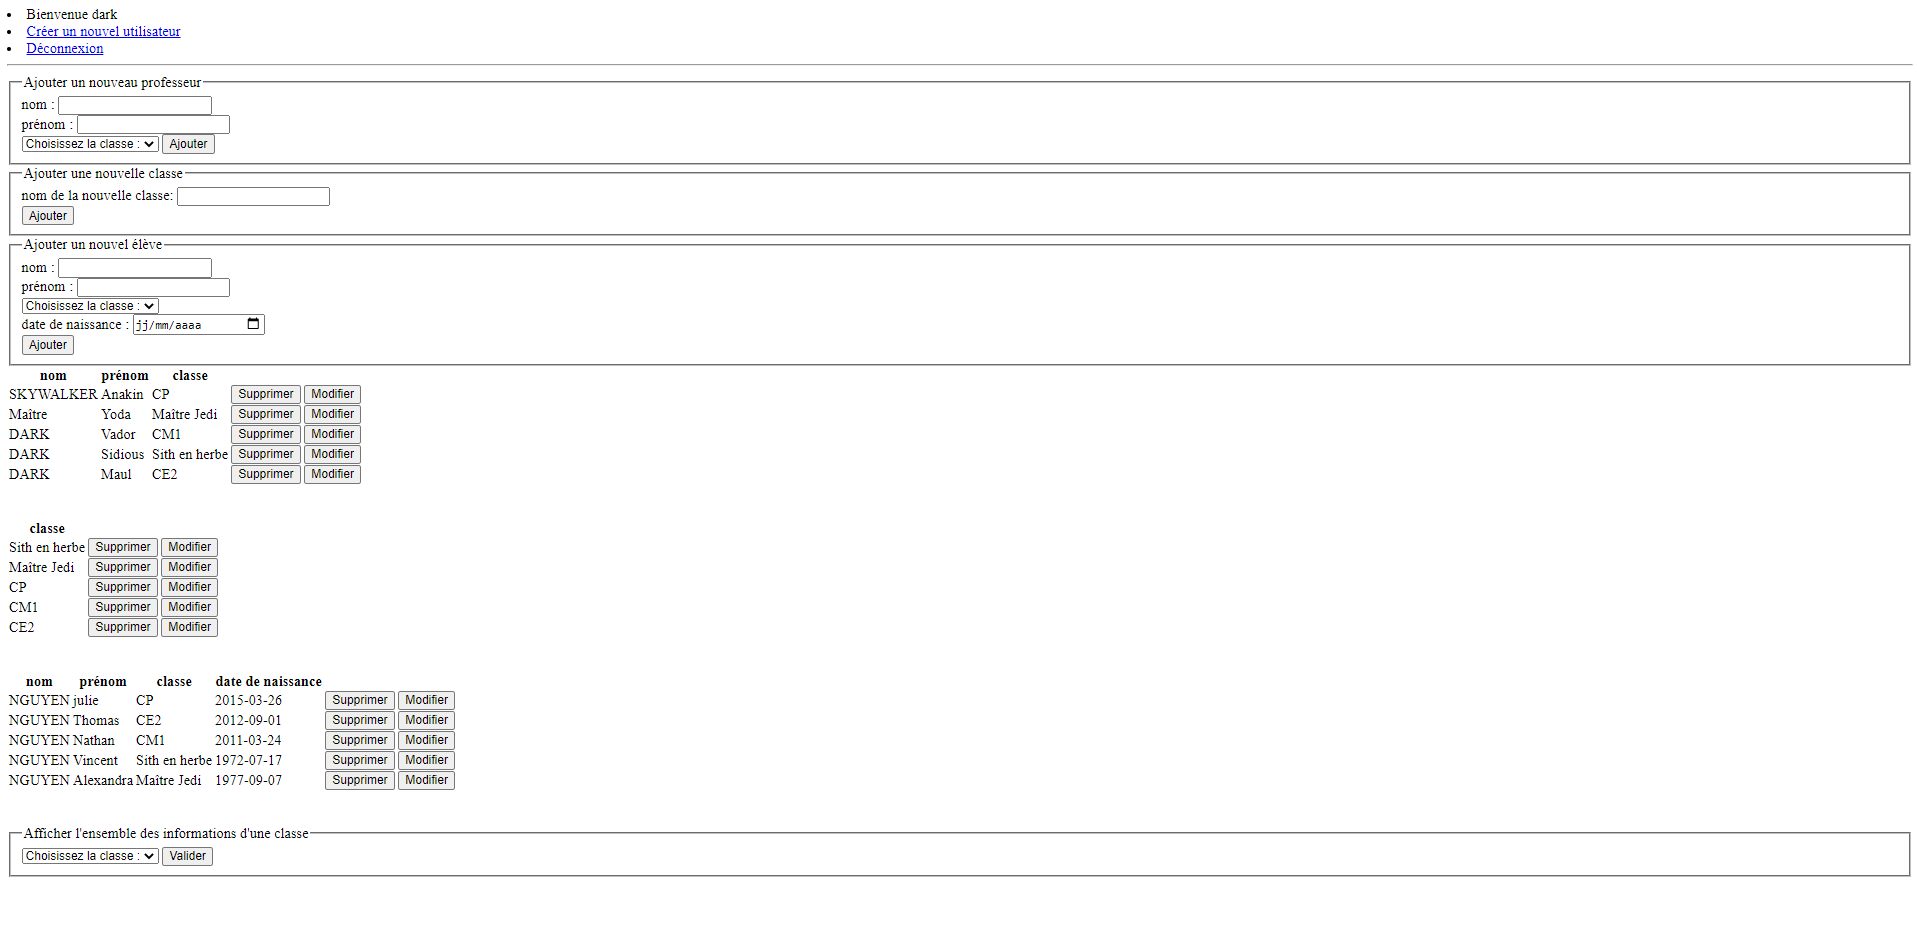 Bienvenue dark
Créer un nouvel utilisateur
Déconnexion
Ajouter un nouveau professeur
nom :
prénom :
Choisissez la classe : Ajouter
Ajouter une nouvelle classe
nom de la nouvelle classe:
Ajouter
Ajouter un nouvel élève
nom :
prénom :
Choisissez la classe :
date de naissance : jj/mm/aaaa
Ajouter
nom prénom classe
SKYWALKER Anakin CP Supprimer Modifier
Maître Yoda Maître Jedi Supprimer Modifier
DARK Vador CM1 Supprimer Modifier
DARK Sidious Sith en herbe Supprimer Modifier
DARK Maul CE2 Supprimer Modifier
classe
Sith en herbe Supprimer Modifier
Maître Jedi Supprimer Modifier
CP Supprimer Modifier
CM1 Supprimer Modifier
CE2 Supprimer Modifier
nom prénom classe date de naissance
NGUYEN julie CP 2015-03-26 Supprimer Modifier
NGUYEN Thomas CE2 2012-09-01 Supprimer Modifier
NGUYEN Nathan CM1 2011-03-24 Supprimer Modifier
NGUYEN Vincent Sith en herbe 1972-07-17 Supprimer Modifier
NGUYEN Alexandra Maître Jedi 1977-09-07 Supprimer Modifier
Afficher l'ensemble des informations d'une classe
Choisissez la classe : Valider